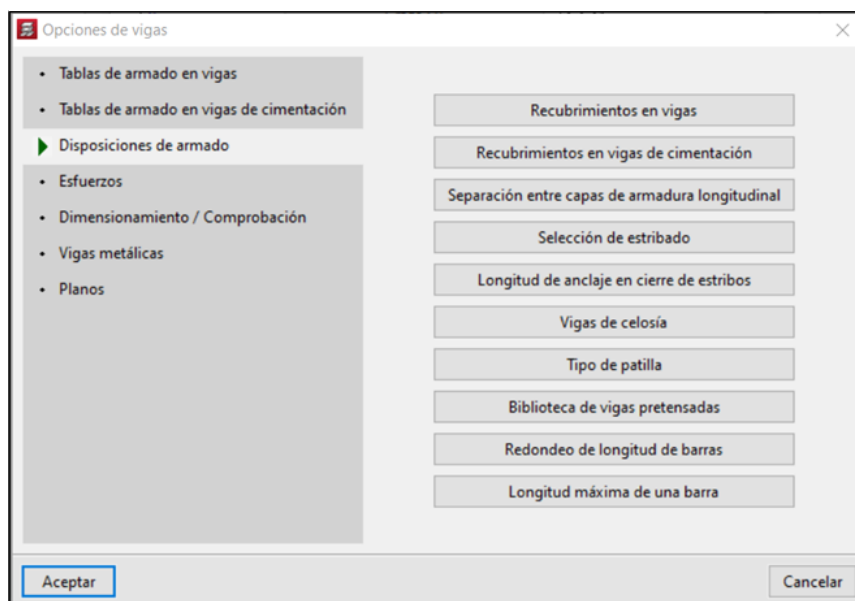 Opciones de vigas
Tablas de armado en vigas
Tablas de armado en vigas de cimentación
Disposiciones de armado
Esfuerzos
Dimensionamiento / Comprobación
Vigas metálicas
Planos
Recubrimientos en vigas
Recubrimientos en vigas de cimentación
Separación entre capas de armadura longitudinal
Selección de estribado
Longitud de anclaje en cierre de estribos
Vigas de celosía
Tipo de patilla
Biblioteca de vigas pretensadas
Redondeo de longitud de barras
Longitud máxima de una barra
Aceptar
Cancelar